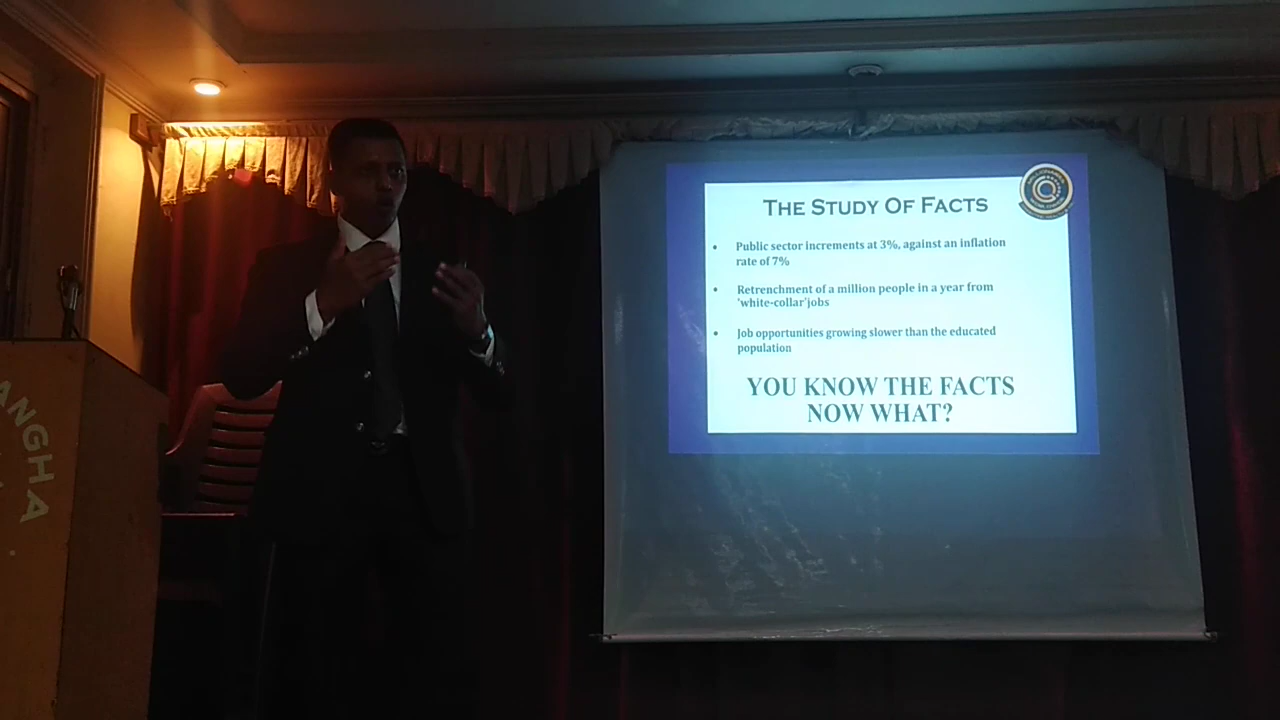 THE STUDY OF FACTS
• Public sector increments at 3%, against an inflation
rate of 7%
• Retrenchment of a million people in a year from
'white-collar'jobs
• Job opportunities growing slower than the educated
population
YOU KNOW THE FACTS
NOW WHAT?
ANGHA